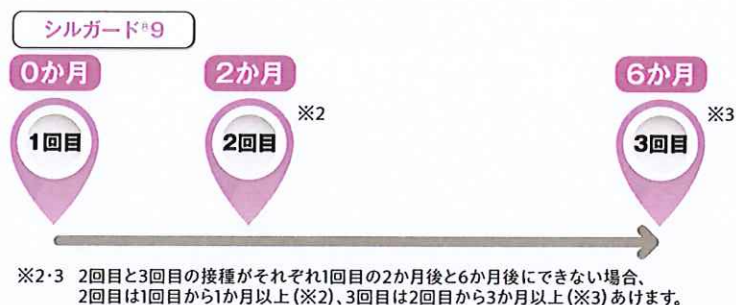 シルガード®9
0か月 2か月 6か月
1回目 2回目 ※2 3回目 ※3
※2・3 2回目と3回目の接種がそれぞれ1回目の2か月後と6か月後にできない場合、
2回目は1回目から1か月以上(※2)、3回目は2回目から3か月以上(※3)あけます。